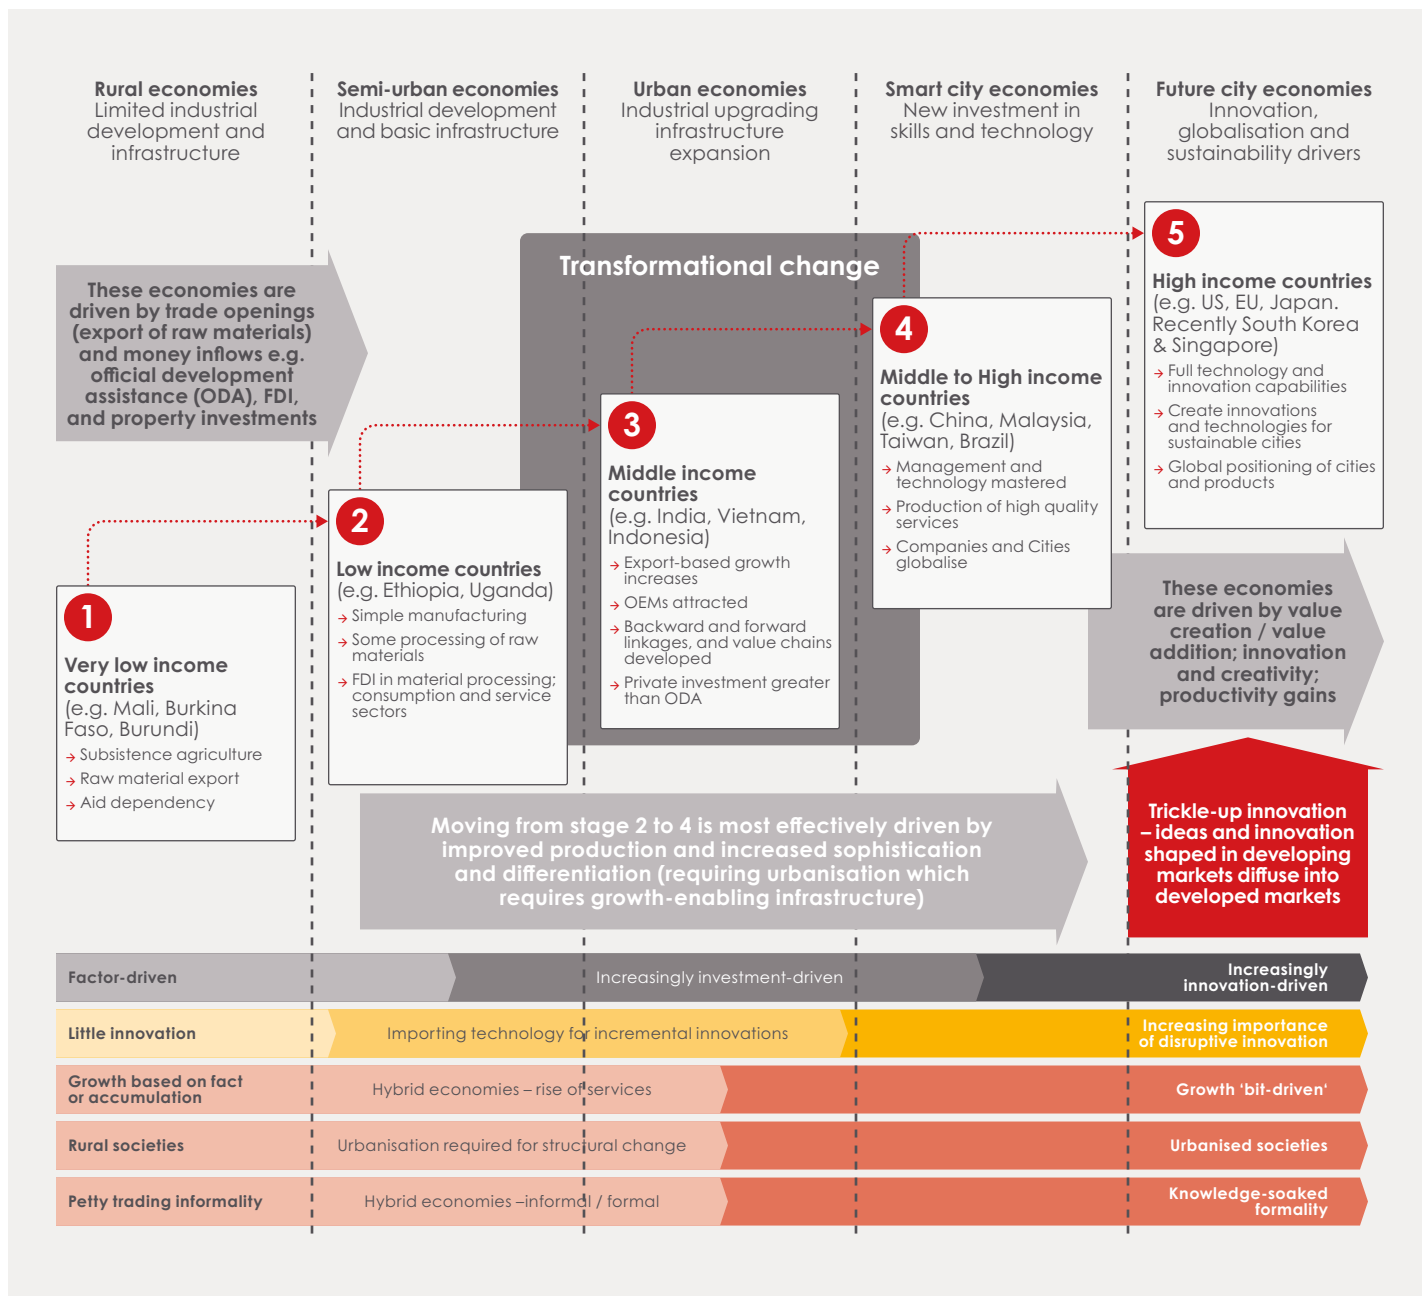 Rural economies
Limited industrial
development and
infrastructure
Semi-urban economies
Industrial development
and basic infrastructure
Urban economies
Industrial upgrading
infrastructure
expansion
Smart city economies
New investment in
skills and technology
Future city economies
Innovation,
globalisation and
sustainability drivers
These economies are
driven by trade openings
(export of raw materials)
and money inflows e.g.
official development
assistance (ODA), FDI,
and property investments
Transformational change
1
Very low income
countries
(e.g. Mali, Burkina
Faso, Burundi)
→ Subsistence agriculture
→ Raw material export
→ Aid dependency
2
Low income countries
(e.g. Ethiopia, Uganda)
→ Simple manufacturing
→ Some processing of raw
materials
→ FDI in material processing;
consumption and service
sectors
3
Middle income
countries
(e.g. India, Vietnam,
Indonesia)
→ Export-based growth
increases
→ OEMs attracted
→ Backward and forward
linkages, and value chains
developed
→ Private investment greater
than ODA
4
Middle to High income
countries
(e.g. China, Malaysia,
Taiwan, Brazil)
→ Management and
technology mastered
→ Production of high quality
services
→ Companies and Cities
globalise
5
High income countries
(e.g. US, EU, Japan.
Recently South Korea
& Singapore)
→ Full technology and
innovation capabilities
→ Create innovations
and technologies for
sustainable cities
→ Global positioning of cities
and products
These economies
are driven by value
creation / value
addition; innovation
and creativity;
productivity gains
Moving from stage 2 to 4 is most effectively driven by
improved production and increased sophistication
and differentiation (requiring urbanisation which
requires growth-enabling infrastructure)
Trickle-up innovation
– ideas and innovation
shaped in developing
markets diffuse into
developed markets
Factor-driven
Increasingly investment-driven
Increasingly
innovation-driven
Little innovation
Importing technology for incremental innovations
Increasing importance
of disruptive innovation
Growth based on fact
or accumulation
Hybrid economies – rise of services
Growth ‘bit-driven‘
Rural societies
Urbanisation required for structural change
Urbanised societies
Petty trading informality
Hybrid economies –informal / formal
Knowledge-soaked
formality